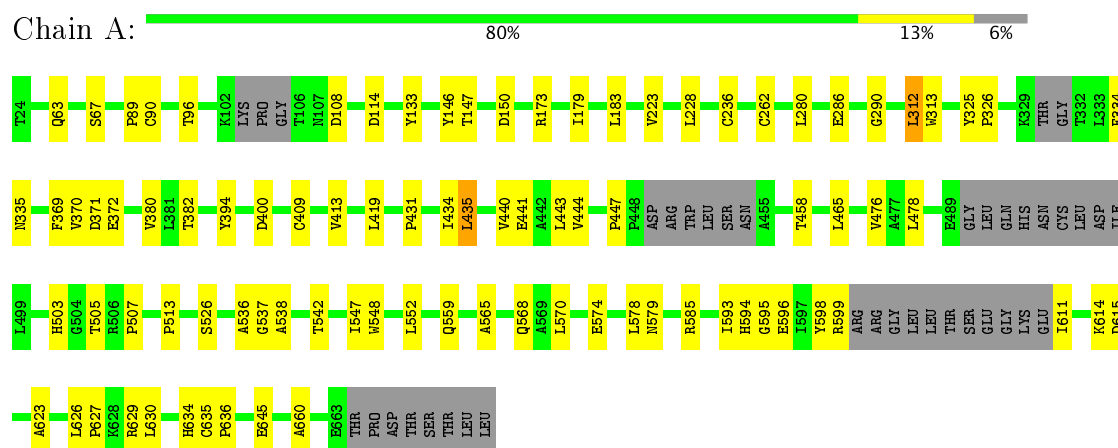 Chain A:
80% 13% 6%
T24 Q63 S67 P89 C90 T96 K102 LYS PRO GLY T106 N107 D108 D114 Y133 Y146 T147 D150 R173 I179 L183 V223 L228 C236 C262 L280 E286 G290 L312 W313 Y325 P326 K329 THR GLY T332 L333
N335 F369 V370 D371 E372 V380 L381 T382 Y394 D400 C409 V413 L419 P431 I434 L435 V440 E441 A442 L443 V444 P447 P448 ASP ARG TRP LEU SER ASN A455 T458 L465 V476 A477 L478 E489 GLY LEU GLN HIS ASN CYS LEU ASP
L499 H503 G504 T505 R506 P507 P513 S526 A536 G537 A538 T542 I547 W548 L552 Q559 A565 Q568 A569 L570 E574 L578 N579 R585 I593 H594 G595 E596 I597 Y598 R599 ARG ARG GLY LEU LEU THR SER GLU GLY LYS GLU I611 K614
A623 L626 P627 K628 R629 L630 H634 C635 P636 E645 A660 E663 THR PRO ASP THR SER THR LEU LEU